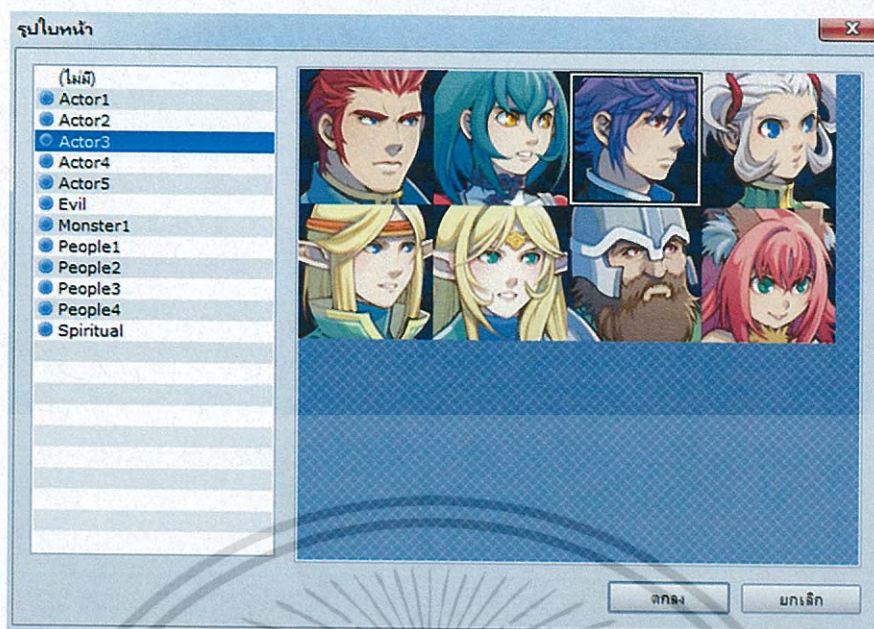 รูปใบหน้า
(ไม่มี)
Actor1
Actor2
Actor3
Actor4
Actor5
Evil
Monster1
People1
People2
People3
People4
Spiritual
ตกลง
ยกเลิก